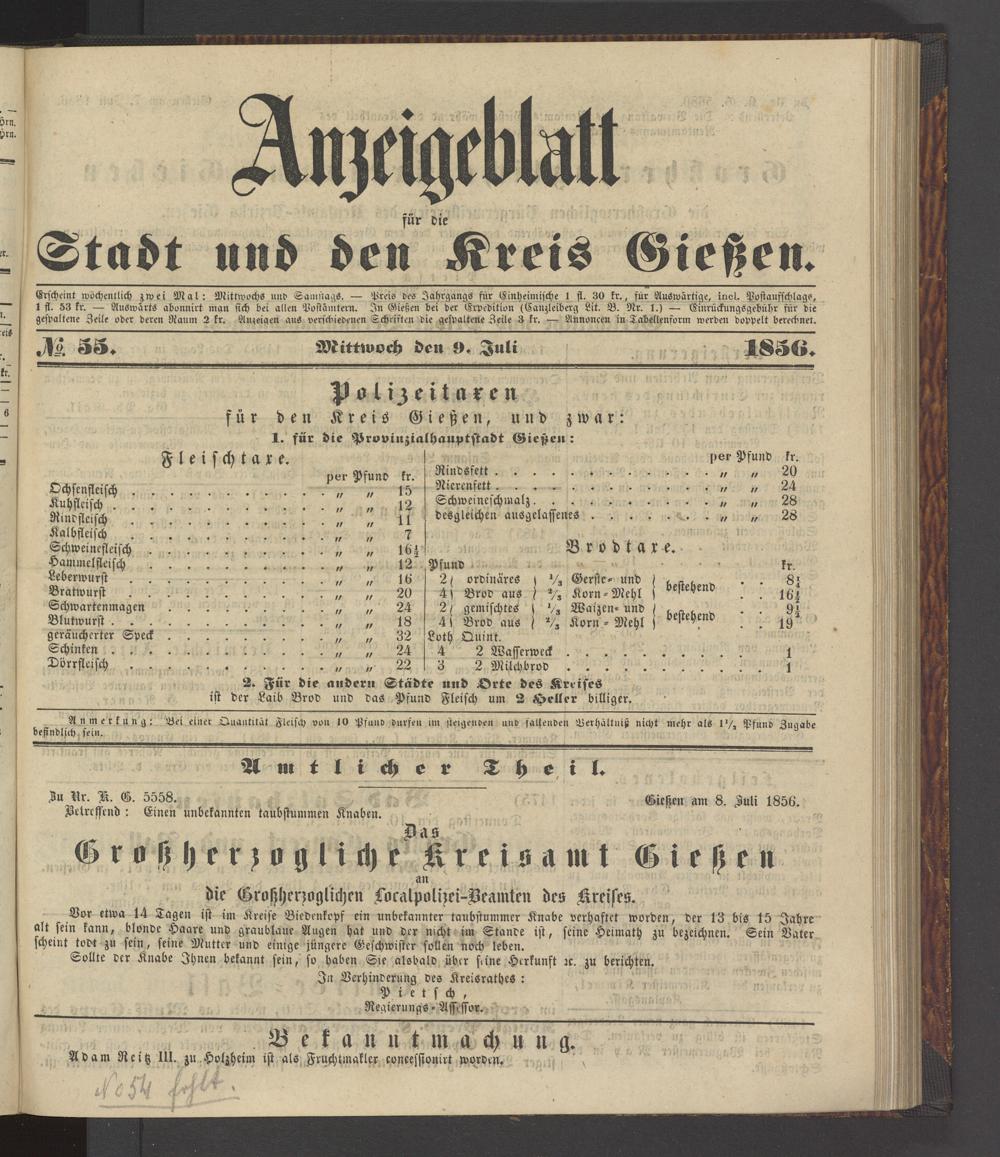 Anzeigeblatt
für die
Stadt und den Kreis Gießen.
Erscheint wöchentlich zwei Mal: Mittwochs und Samstags. — Preis des Jahrgangs für Einheimische 1 fl. 30 kr., für Auswärtige, incl. Postaufschlags,
1 fl. 53 kr. — Auswärts abonnirt man sich bei allen Postämtern. In Gießen bei der Expedition (Canzleiberg Lit. B. Nr. 1.) — Einrückungsgebühr für die
gespaltene Zeile oder deren Raum 2 kr. Anzeigen aus verschiedenen Schriften die gespaltene Zeile 3 kr. — Annoncen in Tabellenform werden doppelt berechnet.
№ 55. Mittwoch den 9. Juli 1856.
Polizeitaxen
für den Kreis Gießen, und zwar:
1. für die Provinzialhauptstadt Gießen:
Fleischtaxe.
per Pfund kr.
Ochsenfleisch . . . „ „ 15
Kuhfleisch . . . „ „ 12
Rindfleisch . . . „ „ 11
Kalbfleisch . . . „ „ 7
Schweinefleisch . . . „ „ 16½
Hammelfleisch . . . „ „ 12
Leberwurst . . . „ „ 16
Bratwurst . . . „ „ 20
Schwartenmagen . . . „ „ 24
Blutwurst . . . „ „ 18
geräucherter Speck . . . „ „ 32
Schinken . . . „ „ 24
Dörrfleisch . . . „ „ 22
per Pfund kr.
Rindsfett . . . „ „ 20
Nierenfett . . . „ „ 24
Schweineschmalz . . . „ „ 28
desgleichen ausgelassenes . . . „ „ 28
Brodtaxe.
Pfund kr.
2 ordinäres ⅓ Gerste- und bestehend . . 8¼
4 Brod aus ⅔ Korn-Mehl . . 16½
2 gemischtes ⅓ Waizen- und bestehend . . 9½
4 Brod aus ⅔ Korn-Mehl . . 19
Loth Quint.
4 2 Wasserweck . . . 1
3 2 Milchbrod . . . 1
2. Für die andern Städte und Orte des Kreises
ist der Laib Brod und das Pfund Fleisch um 2 Heller billiger.
Anmerkung: Bei einer Quantität Fleisch von 10 Pfund dürfen im steigenden und fallenden Verhältniß nicht mehr als 1½ Pfund Zugabe
befindlich sein.
Amtlicher Theil.
Zu Nr. K. G. 5558. Gießen am 8. Juli 1856.
Betreffend: Einen unbekannten taubstummen Knaben.
Das
Großherzogliche Kreisamt Gießen
an
die Großherzoglichen Localpolizei-Beamten des Kreises.
Vor etwa 14 Tagen ist im Kreise Biedenkopf ein unbekannter taubstummer Knabe verhaftet worden, der 13 bis 15 Jahre
alt sein kann, blonde Haare und graublaue Augen hat und der nicht im Stande ist, seine Heimath zu bezeichnen. Sein Vater
scheint todt zu sein, seine Mutter und einige jüngere Geschwister sollen noch leben.
Sollte der Knabe Ihnen bekannt sein, so haben Sie alsbald über seine Herkunft ꝛc. zu berichten.
In Verhinderung des Kreisrathes:
Pietsch,
Regierungs-Assessor.
Bekanntmachung.
Adam Reitz III. zu Holzheim ist als Fruchtmakler concessionirt worden.
No 54 fehlt.